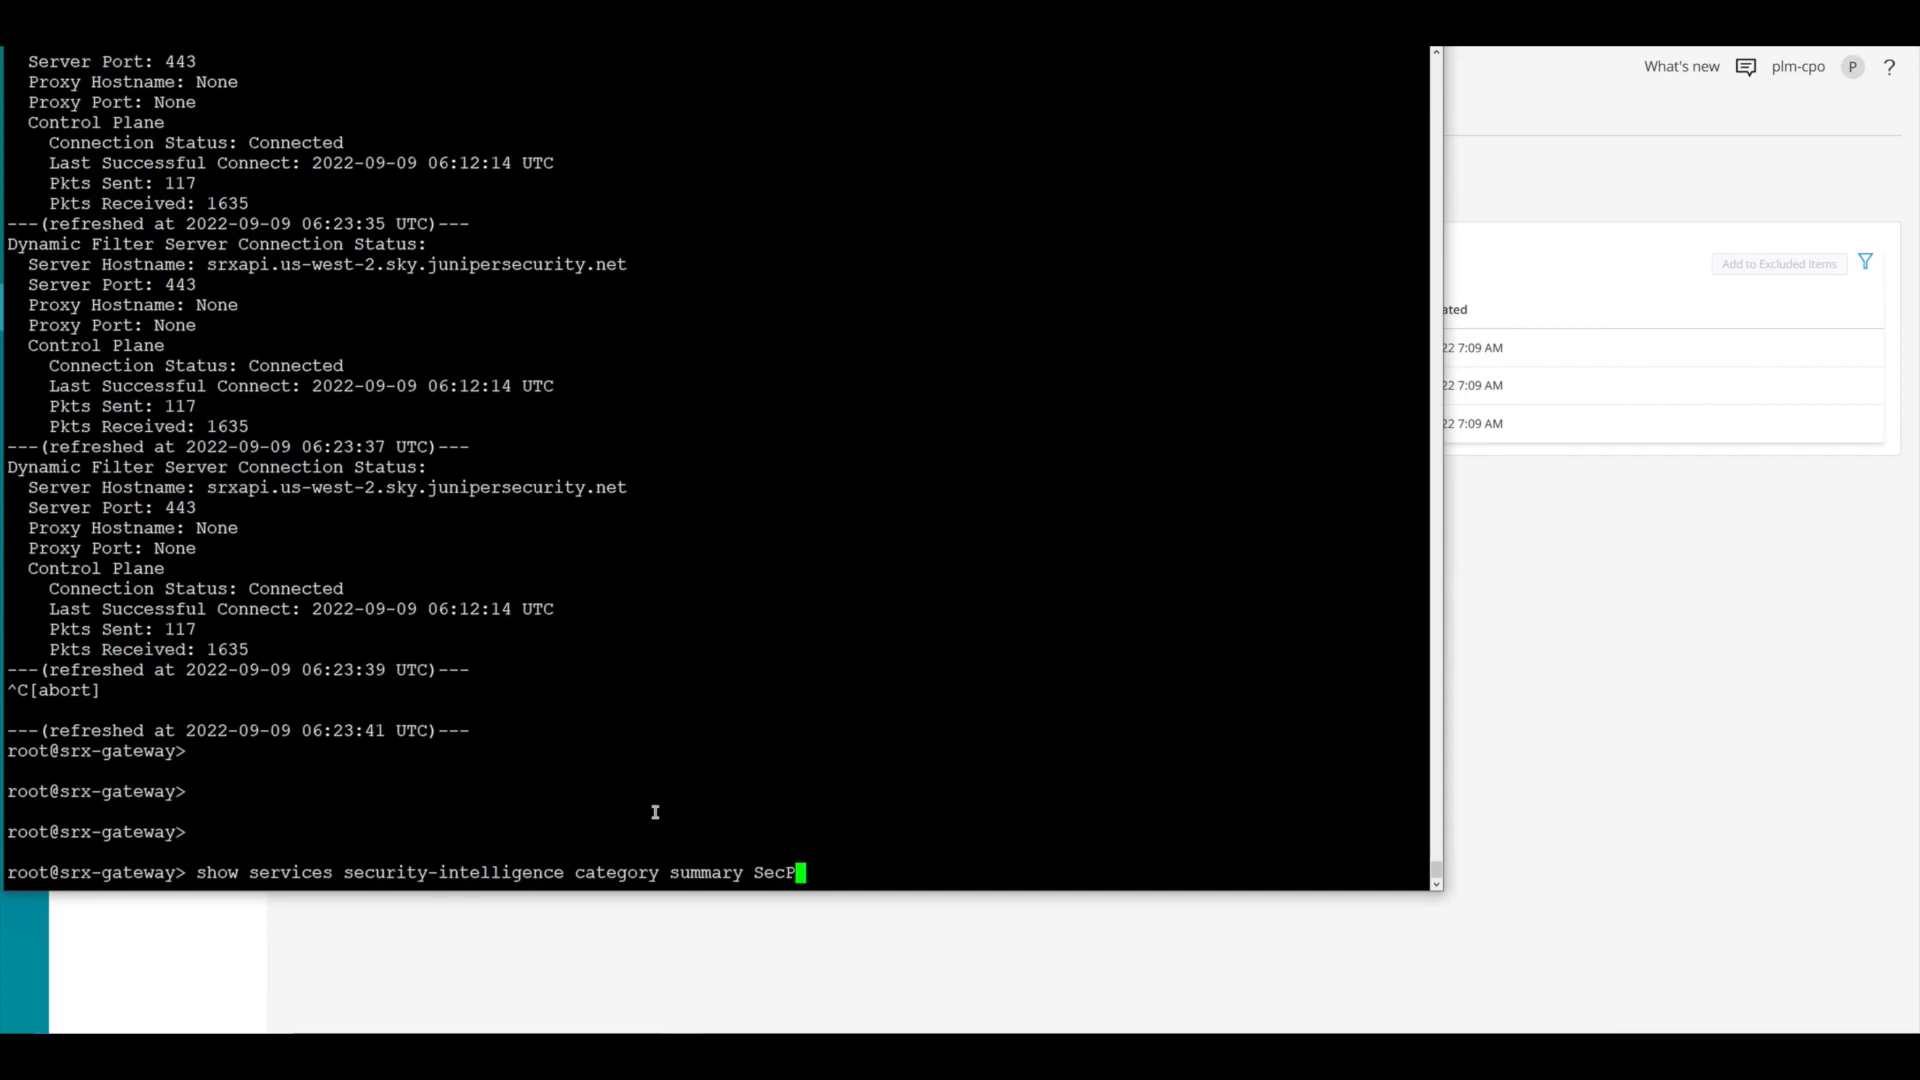 Server Port: 443
Proxy Hostname: None
Proxy Port: None
Control Plane
Connection Status: Connected
Last Successful Connect: 2022-09-09 06:12:14 UTC
Pkts Sent: 117
Pkts Received: 1635
---(refreshed at 2022-09-09 06:23:35 UTC)---
Dynamic Filter Server Connection Status:
Server Hostname: srxapi.us-west-2.sky.junipersecurity.net
Server Port: 443
Proxy Hostname: None
Proxy Port: None
Control Plane
Connection Status: Connected
Last Successful Connect: 2022-09-09 06:12:14 UTC
Pkts Sent: 117
Pkts Received: 1635
---(refreshed at 2022-09-09 06:23:37 UTC)---
Dynamic Filter Server Connection Status:
Server Hostname: srxapi.us-west-2.sky.junipersecurity.net
Server Port: 443
Proxy Hostname: None
Proxy Port: None
Control Plane
Connection Status: Connected
Last Successful Connect: 2022-09-09 06:12:14 UTC
Pkts Sent: 117
Pkts Received: 1635
---(refreshed at 2022-09-09 06:23:39 UTC)---
^C[abort]
---(refreshed at 2022-09-09 06:23:41 UTC)---
root@srx-gateway>
root@srx-gateway>
root@srx-gateway>
root@srx-gateway> show services security-intelligence category summary SecP
What's new plm-cpo P ?
Add to Excluded Items
ated
22 7:09 AM
22 7:09 AM
22 7:09 AM